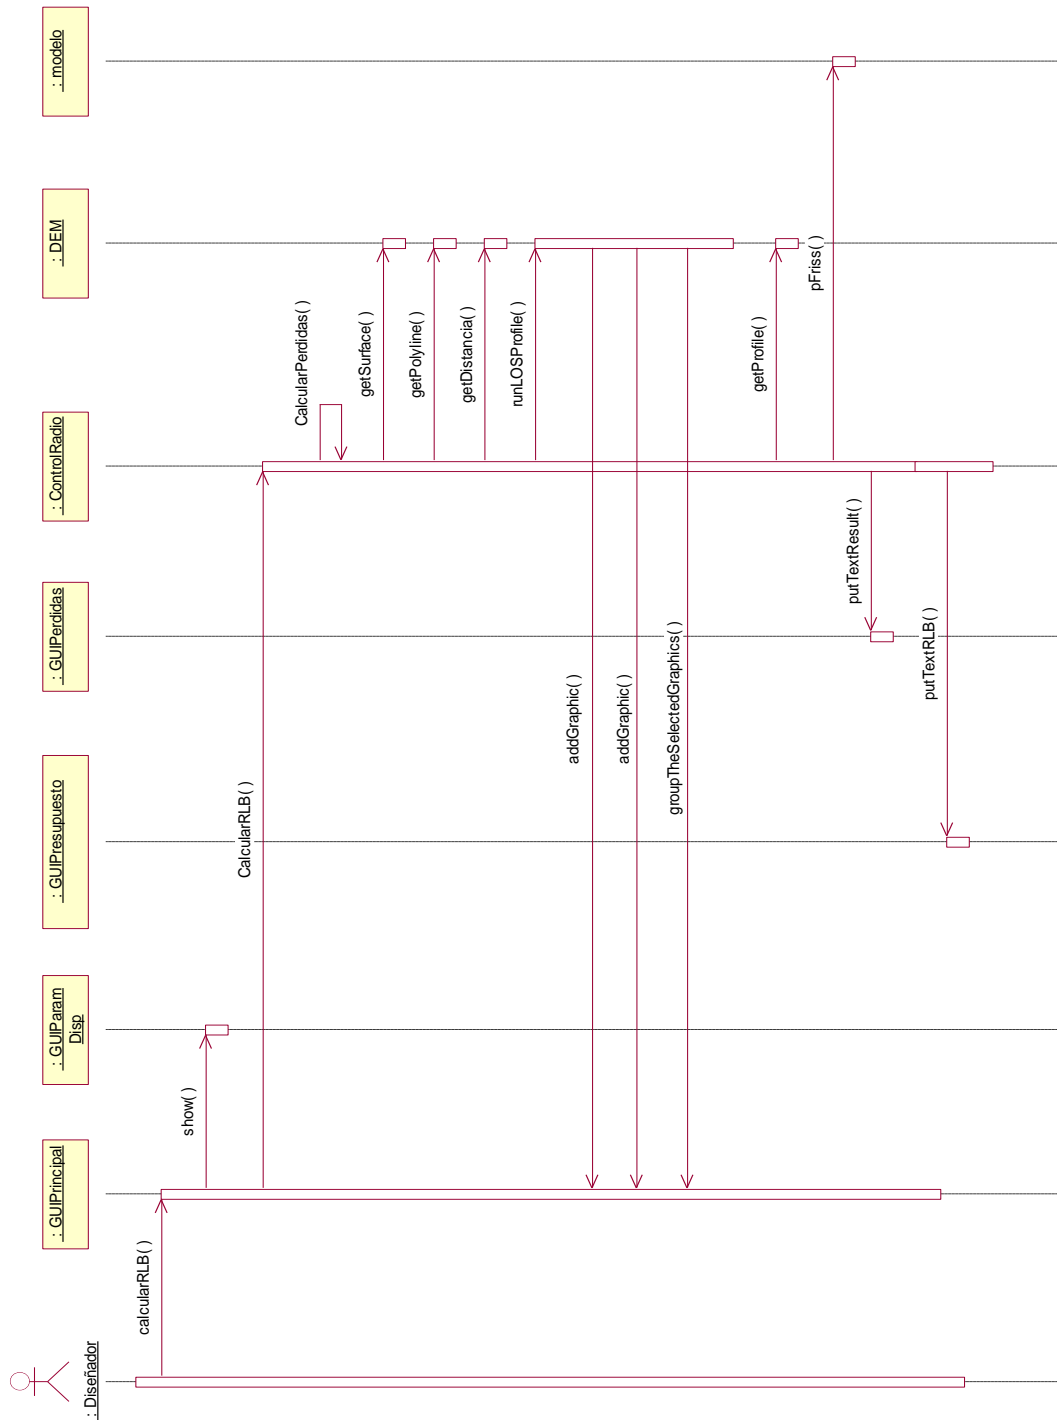 : Diseñador
: GUIPrincipal
: GUIParam
Disp
: GUIPresupuesto
: GUIPerdidas
: ControlRadio
: DEM
: modelo
calcularRLB( )
show( )
CalcularRLB( )
CalcularPerdidas( )
getSurface( )
getPolyline( )
getDistancia( )
runLOSProfile( )
addGraphic( )
addGraphic( )
groupTheSelectedGraphics( )
getProfile( )
pFriss( )
putTextResult( )
putTextRLB( )